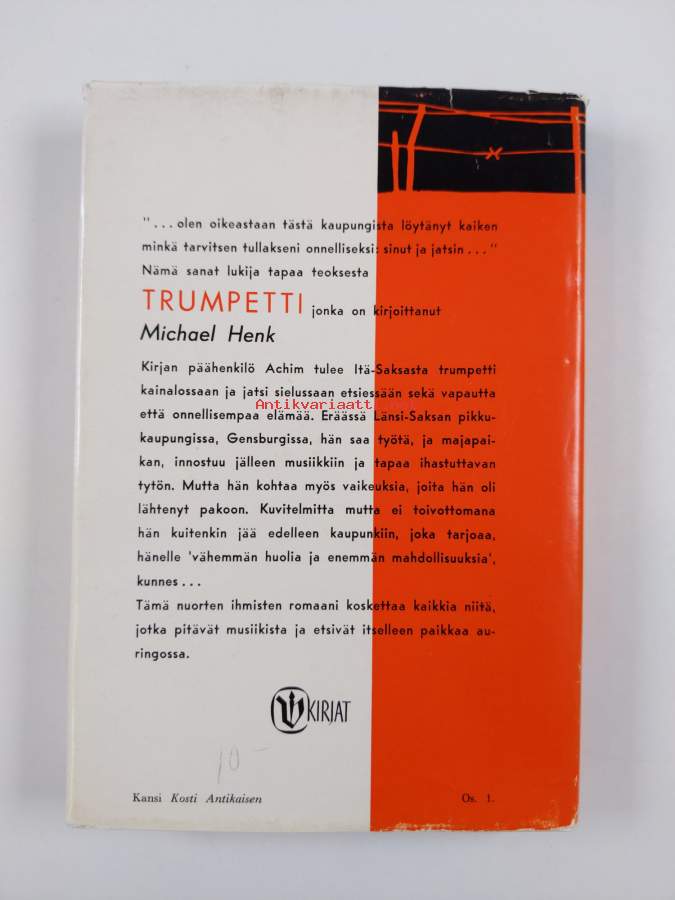 "... olen oikeastaan tästä kaupungista löytänyt kaiken
minkä tarvitsen tullakseni onnelliseksi: sinut ja jatsin..."
Nämä sanat lukija tapaa teoksesta
TRUMPETTI jonka on kirjoittanut
Michael Henk
Kirjan päähenkilö Achim tulee Itä-Saksasta trumpetti
kainalossaan ja jatsi sielussaan etsiessään sekä vapautta
Antikvariaatti
että onnellisempaa elämää. Eräässä Länsi-Saksan pikku-
kaupungissa, Gensburgissa, hän saa työtä, ja majapai-
kan, innostuu jälleen musiikkiin ja tapaa ihastuttavan
tytön. Mutta hän kohtaa myös vaikeuksia, joita hän oli
lähtenyt pakoon. Kuvitelmitta mutta ei toivottomana
hän kuitenkin jää edelleen kaupunkiin, joka tarjoaa,
hänelle 'vähemmän huolia ja enemmän mahdollisuuksia',
kunnes...
Tämä nuorten ihmisten romaani koskettaa kaikkia niitä,
jotka pitävät musiikista ja etsivät itselleen paikkaa au-
ringossa.
KIRJAT
10-
Kansi Kosti Antikaisen Os. 1.